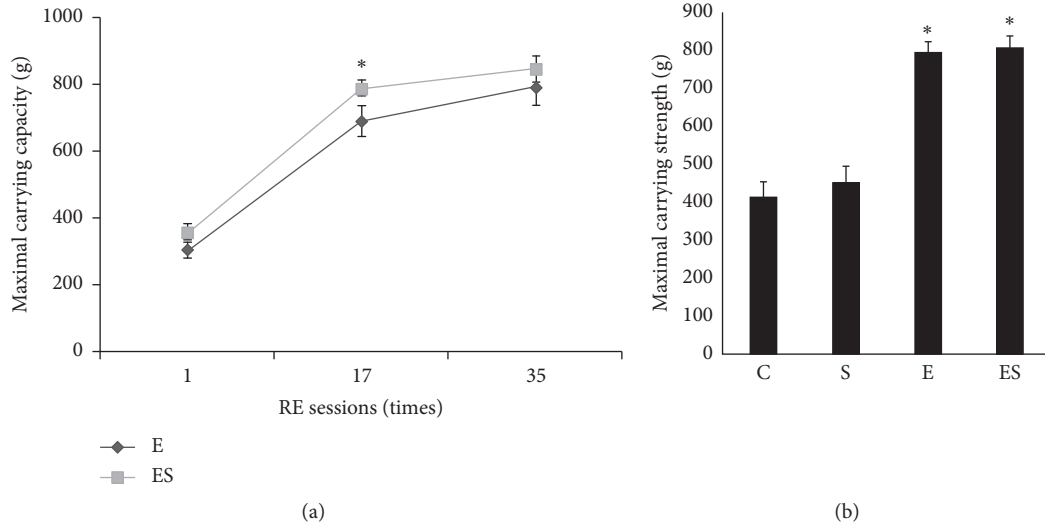 1000
800
600
400
200
0
Maximal carrying capacity (g)
*
1 17 35
RE sessions (times)
E
ES
(a)
900
800
700
600
500
400
300
200
100
0
Maximal carrying strength (g)
* *
C S E ES
(b)